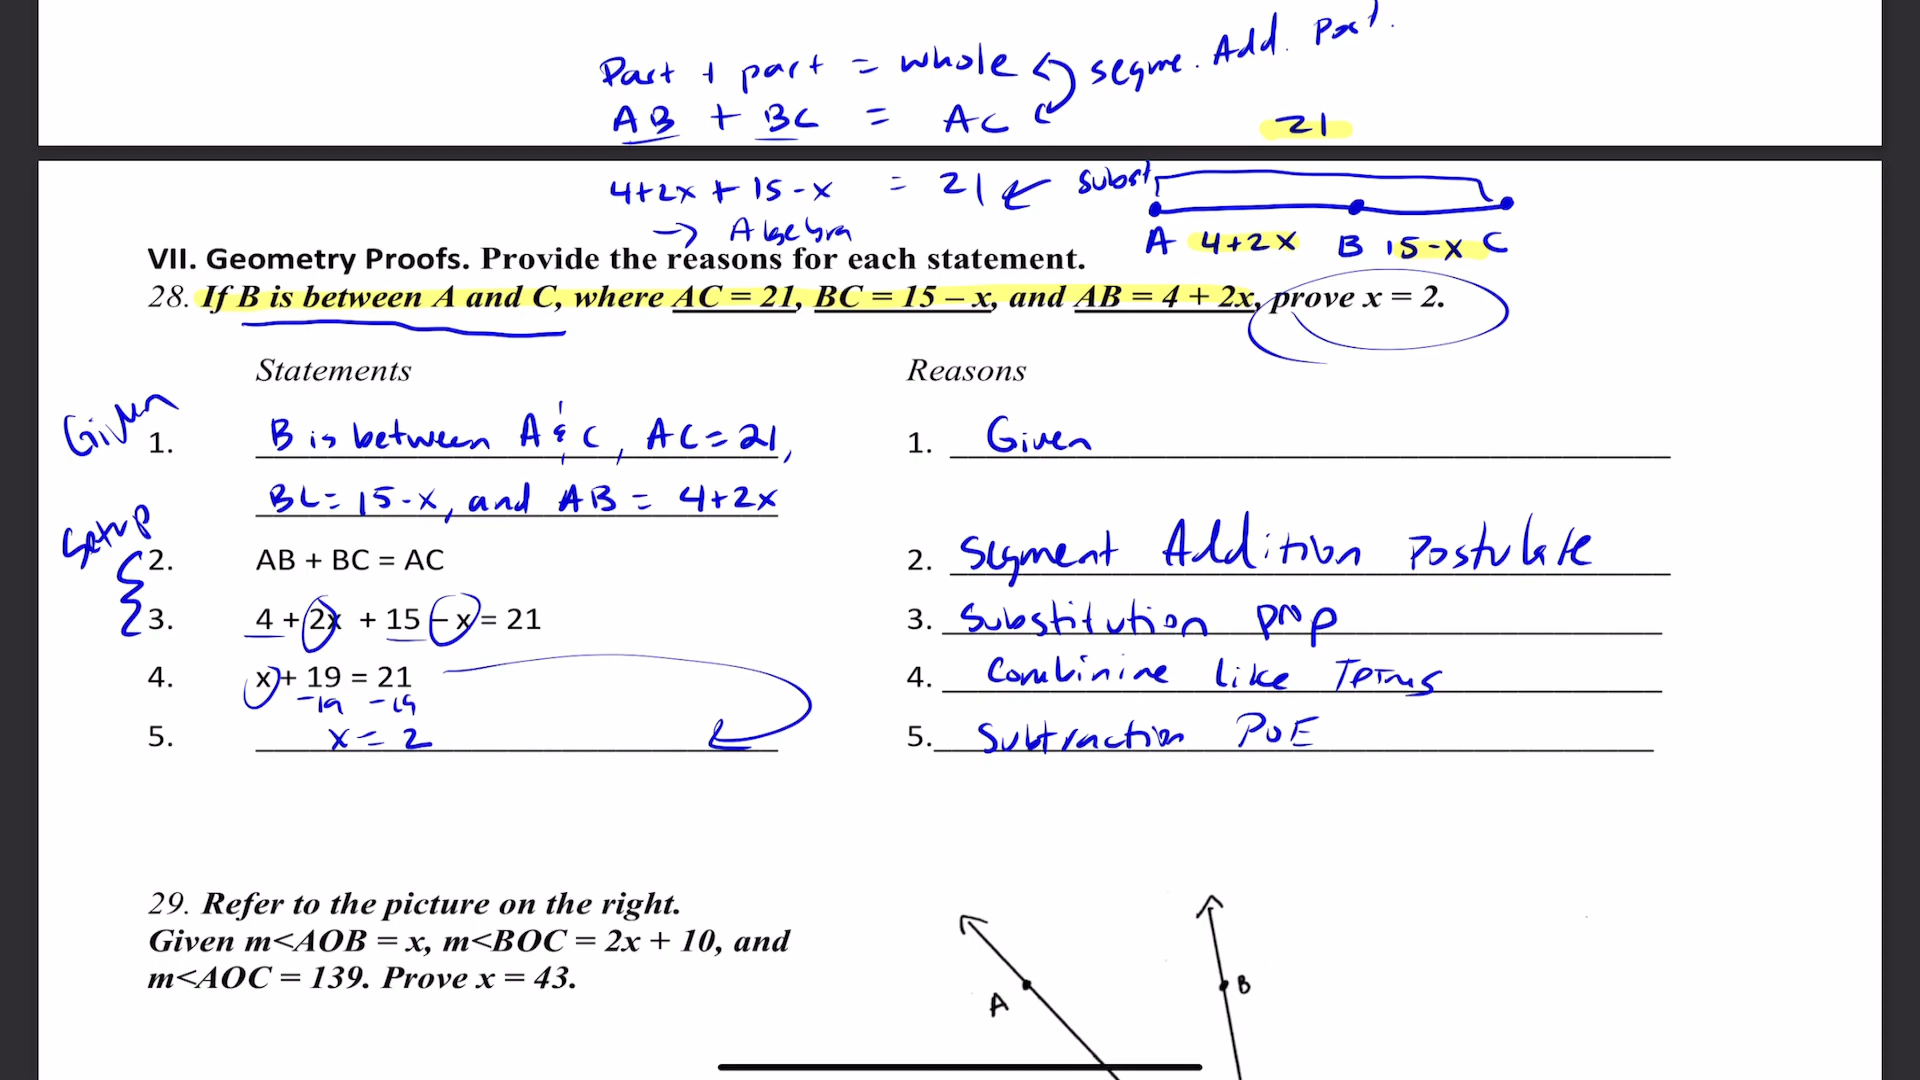 Part + part = whole segme. Add. Post.
AB + BC = AC
21
4+2x + 15-x = 21 subst
→ Algebra
A 4+2x B 15-x C
VII. Geometry Proofs. Provide the reasons for each statement.
28. If B is between A and C, where AC = 21, BC = 15 – x, and AB = 4 + 2x, prove x = 2.
Statements Reasons
Given
1. B is between A & C, AC = 21, 1. Given
BC = 15-x, and AB = 4+2x
Setup
2. AB + BC = AC 2. Segment Addition Postulate
3. 4 + 2x + 15 – x = 21 3. Substitution prop
4. x + 19 = 21 4. Combinine like Terms
-19 -19
5. x = 2 5. Subtraction PoE
29. Refer to the picture on the right.
Given m<AOB = x, m<BOC = 2x + 10, and
m<AOC = 139. Prove x = 43.
A
B